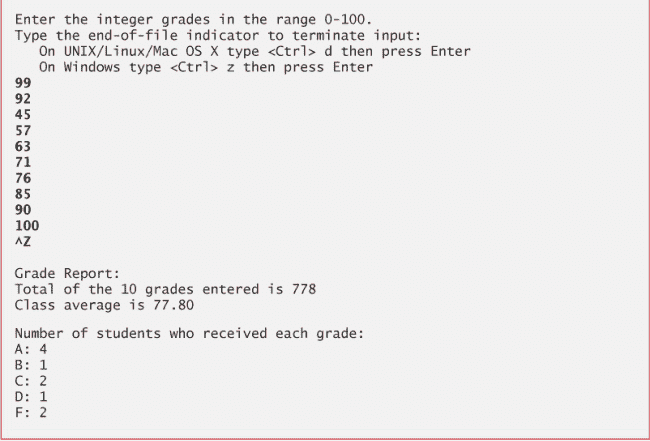 Enter the integer grades in the range 0-100.
Type the end-of-file indicator to terminate input:
On UNIX/Linux/Mac OS X type <Ctrl> d then press Enter
On Windows type <Ctrl> z then press Enter
99
92
45
57
63
71
76
85
90
100
^Z
Grade Report:
Total of the 10 grades entered is 778
Class average is 77.80
Number of students who received each grade:
A: 4
B: 1
C: 2
D: 1
F: 2